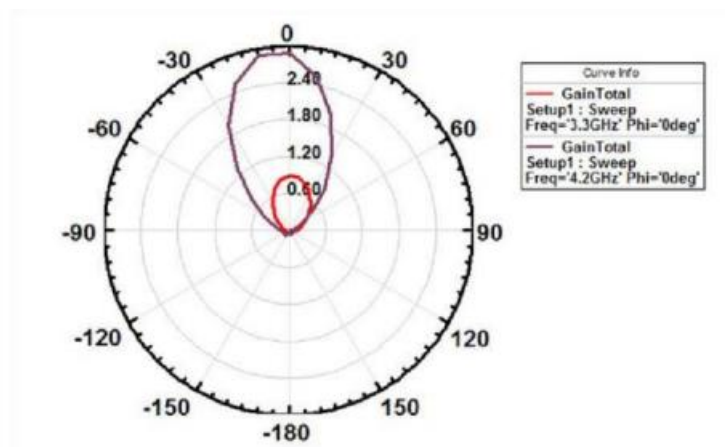 0
-30
30
2.40
-60
60
1.80
1.20
0.60
-90
90
-120
120
-150
150
-180
Curve Info
GainTotal
Setup1 : Sweep
Freq='3.3GHz' Phi='0deg'
GainTotal
Setup1 : Sweep
Freq='4.2GHz' Phi='0deg'